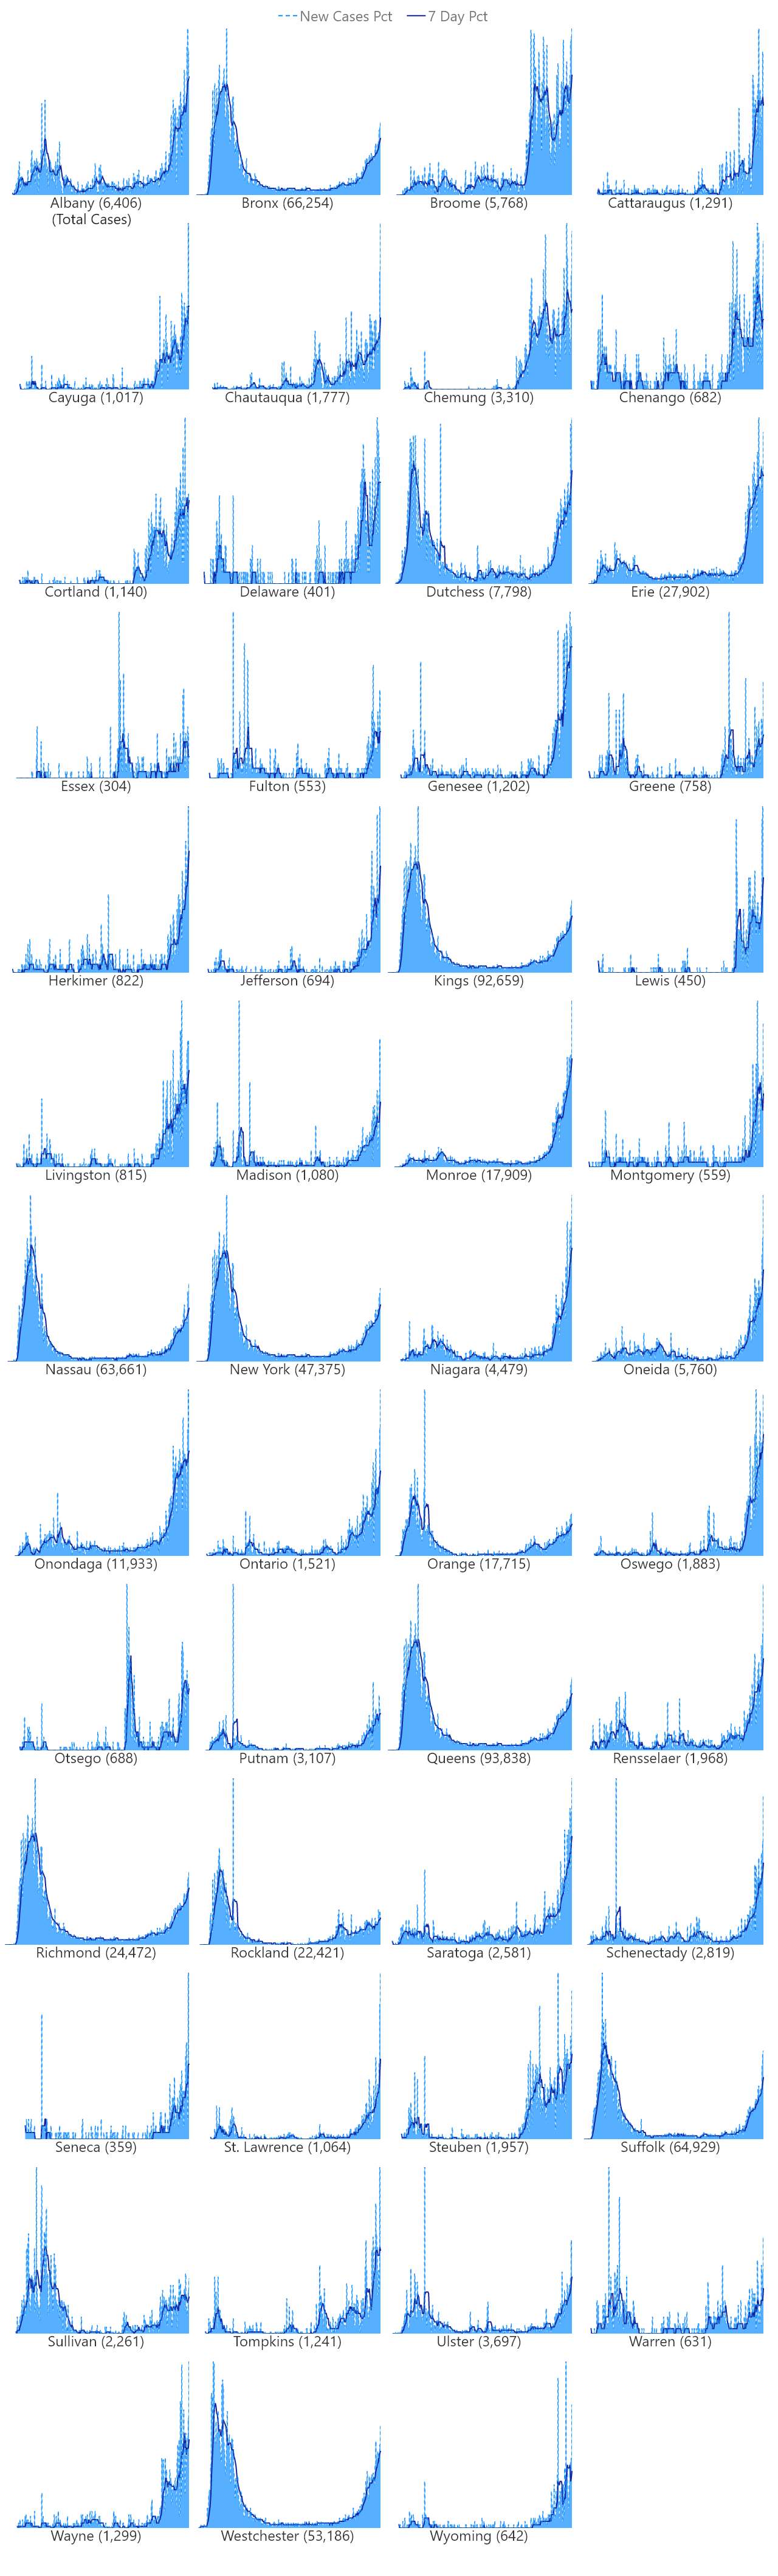 New Cases Pct 7 Day Pct
Albany (6,406) Bronx (66,254) Broome (5,768) Cattaraugus (1,291)
(Total Cases)
Cayuga (1,017) Chautauqua (1,777) Chemung (3,310) Chenango (682)
Cortland (1,140) Delaware (401) Dutchess (7,798) Erie (27,902)
Essex (304) Fulton (553) Genesee (1,202) Greene (758)
Herkimer (822) Jefferson (694) Kings (92,659) Lewis (450)
Livingston (815) Madison (1,080) Monroe (17,909) Montgomery (559)
Nassau (63,661) New York (47,375) Niagara (4,479) Oneida (5,760)
Onondaga (11,933) Ontario (1,521) Orange (17,715) Oswego (1,883)
Otsego (688) Putnam (3,107) Queens (93,838) Rensselaer (1,968)
Richmond (24,472) Rockland (22,421) Saratoga (2,581) Schenectady (2,819)
Seneca (359) St. Lawrence (1,064) Steuben (1,957) Suffolk (64,929)
Sullivan (2,261) Tompkins (1,241) Ulster (3,697) Warren (631)
Wayne (1,299) Westchester (53,186) Wyoming (642)